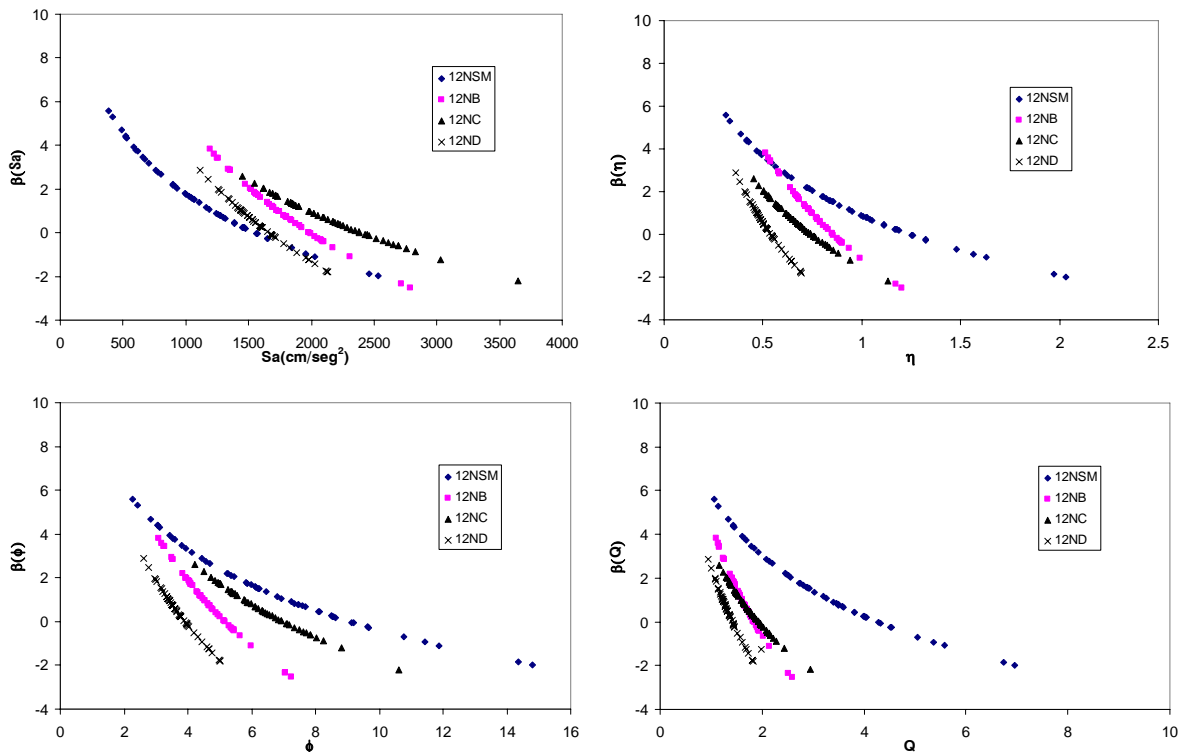 10
8
6
4
2
0
-2
-4
β(Sa)
0 500 1000 1500 2000 2500 3000 3500 4000
Sa(cm/seg²)
12NSM
12NB
12NC
12ND
10
8
6
4
2
0
-2
-4
β(η)
0 0.5 1 1.5 2 2.5
η
12NSM
12NB
12NC
12ND
10
8
6
4
2
0
-2
-4
β(ϕ)
0 2 4 6 8 10 12 14 16
ϕ
12NSM
12NB
12NC
12ND
10
8
6
4
2
0
-2
-4
β(Q)
0 2 4 6 8 10
Q
12NSM
12NB
12NC
12ND